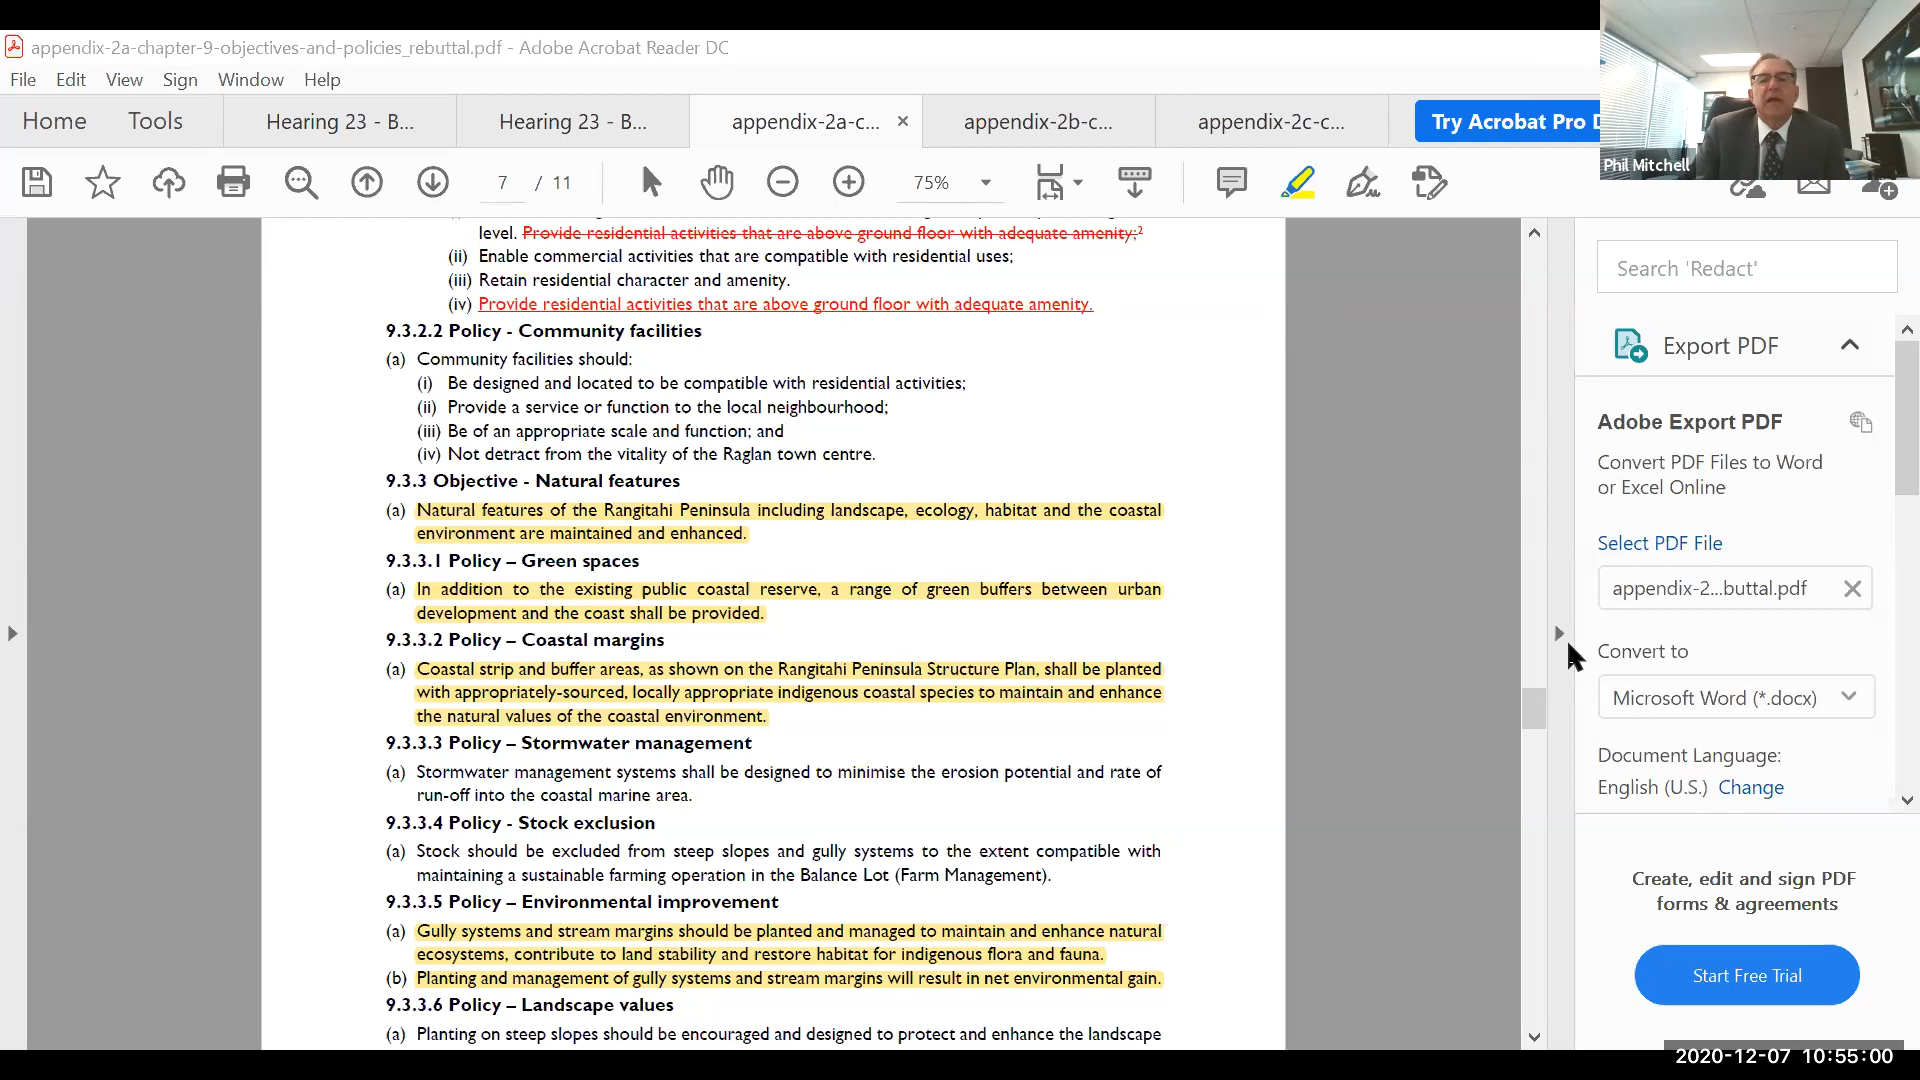 appendix-2a-chapter-9-objectives-and-policies_rebuttal.pdf - Adobe Acrobat Reader DC
File Edit View Sign Window Help
Home Tools Hearing 23 - B... Hearing 23 - B... appendix-2a-c... appendix-2b-c... appendix-2c-c... Try Acrobat Pro D
Phil Mitchell
7 / 11 75%
level. Provide residential activities that are above ground floor with adequate amenity;2
(ii) Enable commercial activities that are compatible with residential uses;
(iii) Retain residential character and amenity.
(iv) Provide residential activities that are above ground floor with adequate amenity.
9.3.2.2 Policy - Community facilities
(a) Community facilities should:
(i) Be designed and located to be compatible with residential activities;
(ii) Provide a service or function to the local neighbourhood;
(iii) Be of an appropriate scale and function; and
(iv) Not detract from the vitality of the Raglan town centre.
9.3.3 Objective - Natural features
(a) Natural features of the Rangitahi Peninsula including landscape, ecology, habitat and the coastal
environment are maintained and enhanced.
9.3.3.1 Policy – Green spaces
(a) In addition to the existing public coastal reserve, a range of green buffers between urban
development and the coast shall be provided.
9.3.3.2 Policy – Coastal margins
(a) Coastal strip and buffer areas, as shown on the Rangitahi Peninsula Structure Plan, shall be planted
with appropriately-sourced, locally appropriate indigenous coastal species to maintain and enhance
the natural values of the coastal environment.
9.3.3.3 Policy – Stormwater management
(a) Stormwater management systems shall be designed to minimise the erosion potential and rate of
run-off into the coastal marine area.
9.3.3.4 Policy - Stock exclusion
(a) Stock should be excluded from steep slopes and gully systems to the extent compatible with
maintaining a sustainable farming operation in the Balance Lot (Farm Management).
9.3.3.5 Policy – Environmental improvement
(a) Gully systems and stream margins should be planted and managed to maintain and enhance natural
ecosystems, contribute to land stability and restore habitat for indigenous flora and fauna.
(b) Planting and management of gully systems and stream margins will result in net environmental gain.
9.3.3.6 Policy – Landscape values
(a) Planting on steep slopes should be encouraged and designed to protect and enhance the landscape
Search 'Redact'
Export PDF
Adobe Export PDF
Convert PDF Files to Word
or Excel Online
Select PDF File
appendix-2...buttal.pdf
Convert to
Microsoft Word (*.docx)
Document Language:
English (U.S.) Change
Create, edit and sign PDF
forms & agreements
Start Free Trial
2020-12-07 10:55:00